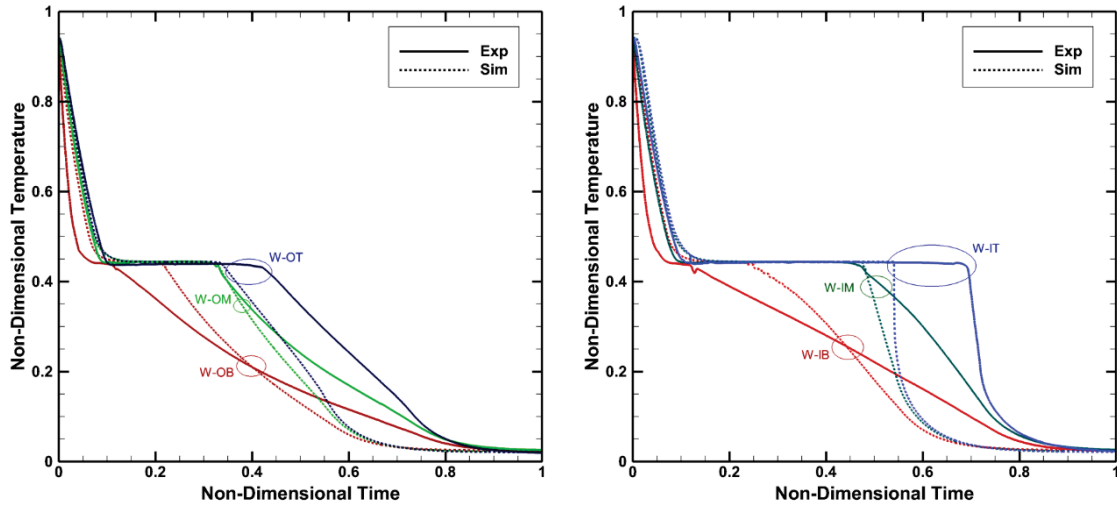 1
0.8
0.6
0.4
0.2
0
0
0.2
0.4
0.6
0.8
1
Non-Dimensional Temperature
Non-Dimensional Time
Exp
Sim
W-OT
W-OM
W-OB
1
0.8
0.6
0.4
0.2
0
0
0.2
0.4
0.6
0.8
1
Non-Dimensional Temperature
Non-Dimensional Time
Exp
Sim
W-IT
W-IM
W-IB